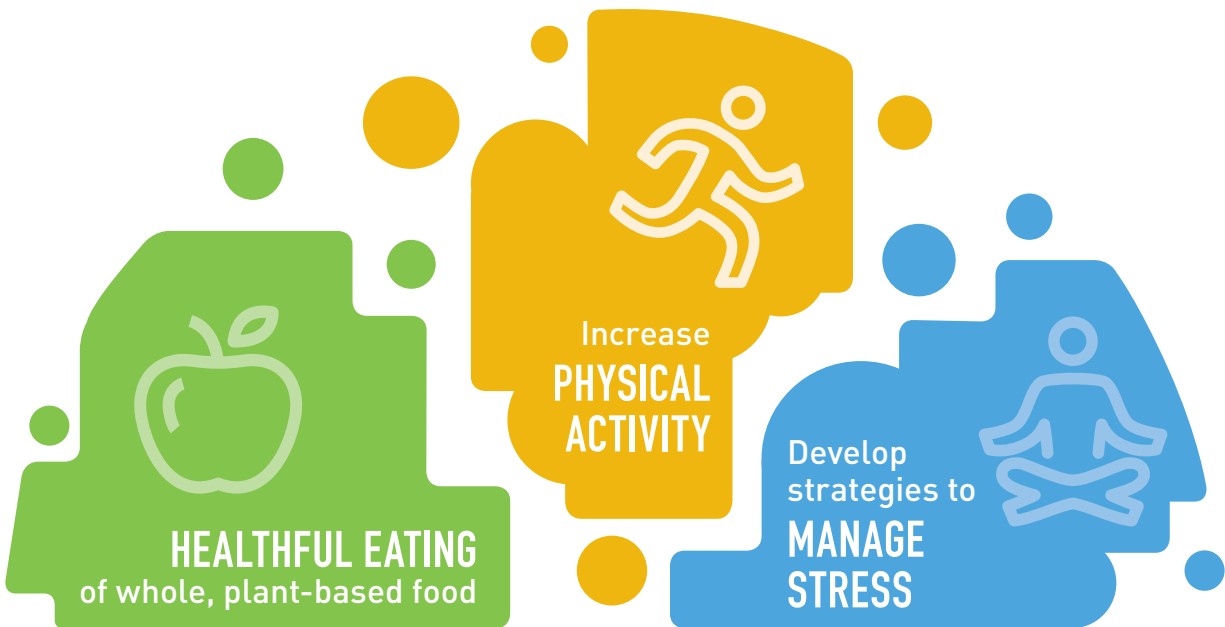 HEALTHFUL EATING
of whole, plant-based food
Increase
PHYSICAL
ACTIVITY
Develop
strategies to
MANAGE
STRESS